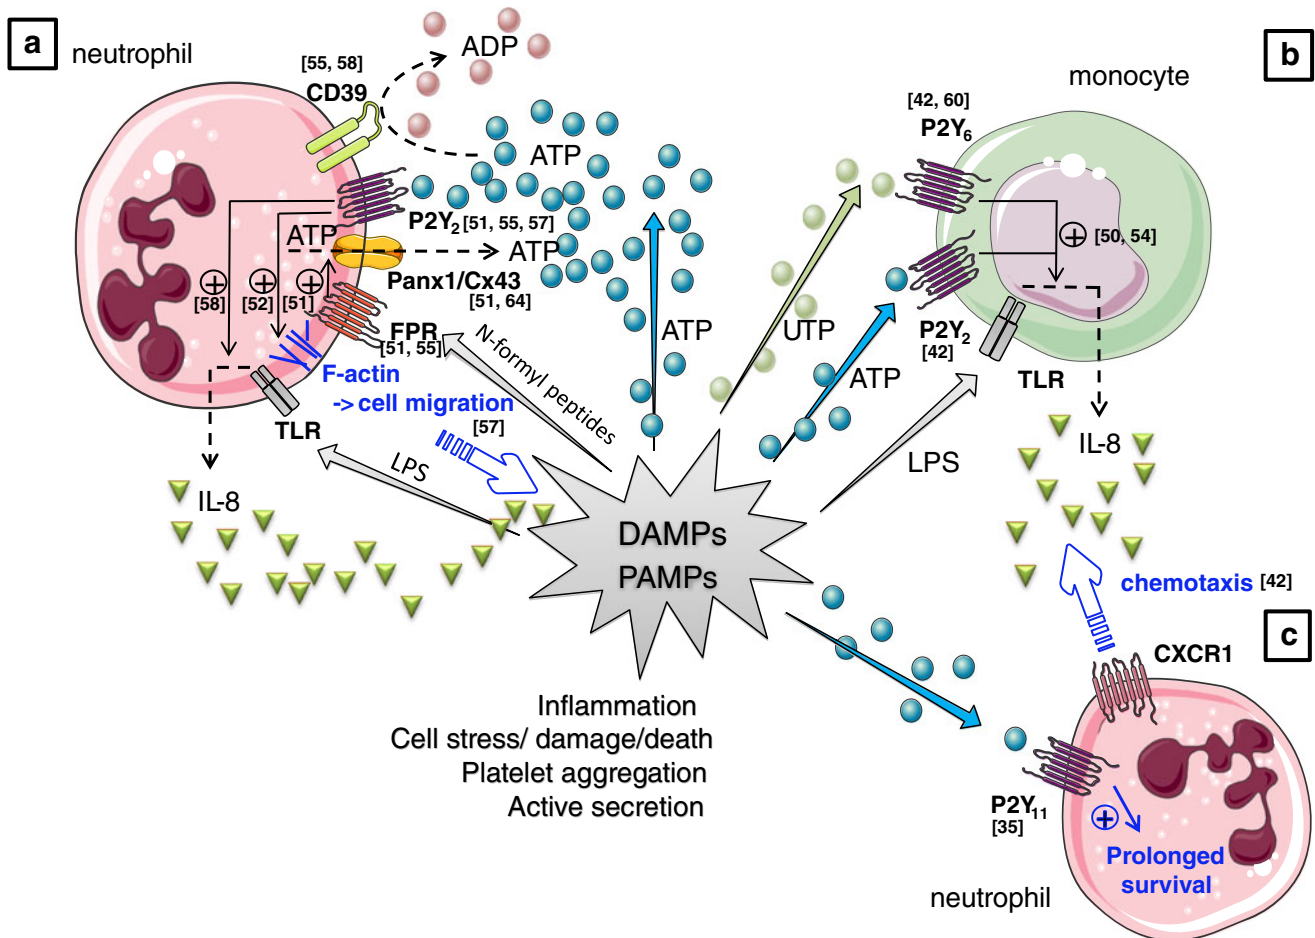 a
neutrophil
[55, 58]
CD39
ADP
ATP
P2Y2 [51, 55, 57]
ATP
ATP
Panx1/Cx43
[51, 64]
+
[58]
+
[52]
+
[51]
FPR
[51, 55]
F-actin
-> cell migration
[57]
N-formyl peptides
TLR
LPS
IL-8
ATP
UTP
ATP
LPS
b
monocyte
[42, 60]
P2Y6
+ [50, 54]
P2Y2
[42]
TLR
IL-8
chemotaxis [42]
DAMPs
PAMPs
Inflammation
Cell stress/ damage/death
Platelet aggregation
Active secretion
c
CXCR1
P2Y11
[35]
+
Prolonged
survival
neutrophil